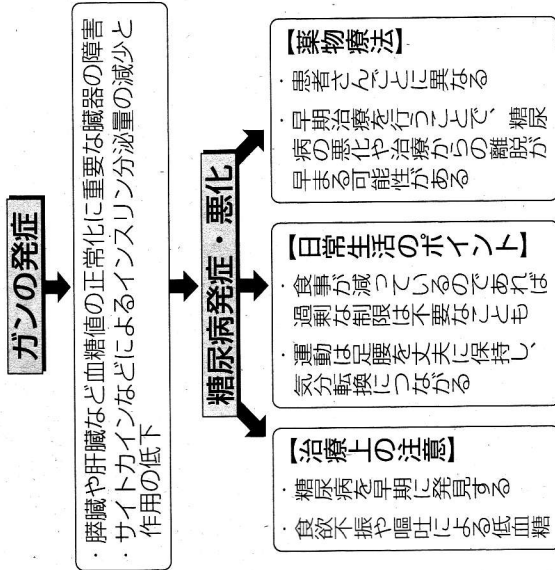 ガンの発症
・膵臓や肝臓など血糖値の正常化に重要な臓器の障害
・サイトカインなどによるインスリン分泌量の減少と
作用の低下
糖尿病発症・悪化
【治療上の注意】
・糖尿病を早期に発見する
・食欲不振や嘔吐による低血糖
【日常生活のポイント】
・食事が減っているのであれば
過剰な制限は不要なことも
・運動は足腰を丈夫に保持し、
気分転換につながる
【薬物療法】
・患者さんごとに異なる
・早期治療を行うことで、糖尿
病の悪化や治療からの離脱が
早まる可能性がある